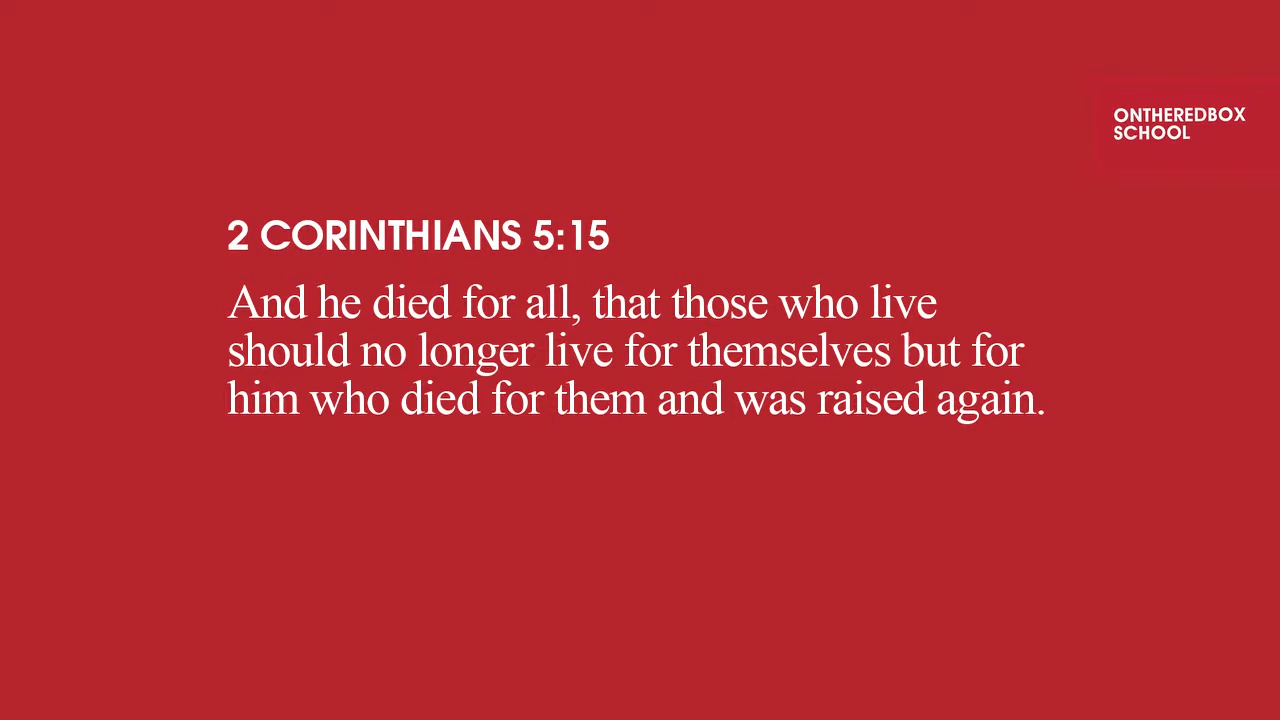 ONTHEREDBOX
SCHOOL
2 CORINTHIANS 5:15
And he died for all, that those who live
should no longer live for themselves but for
him who died for them and was raised again.